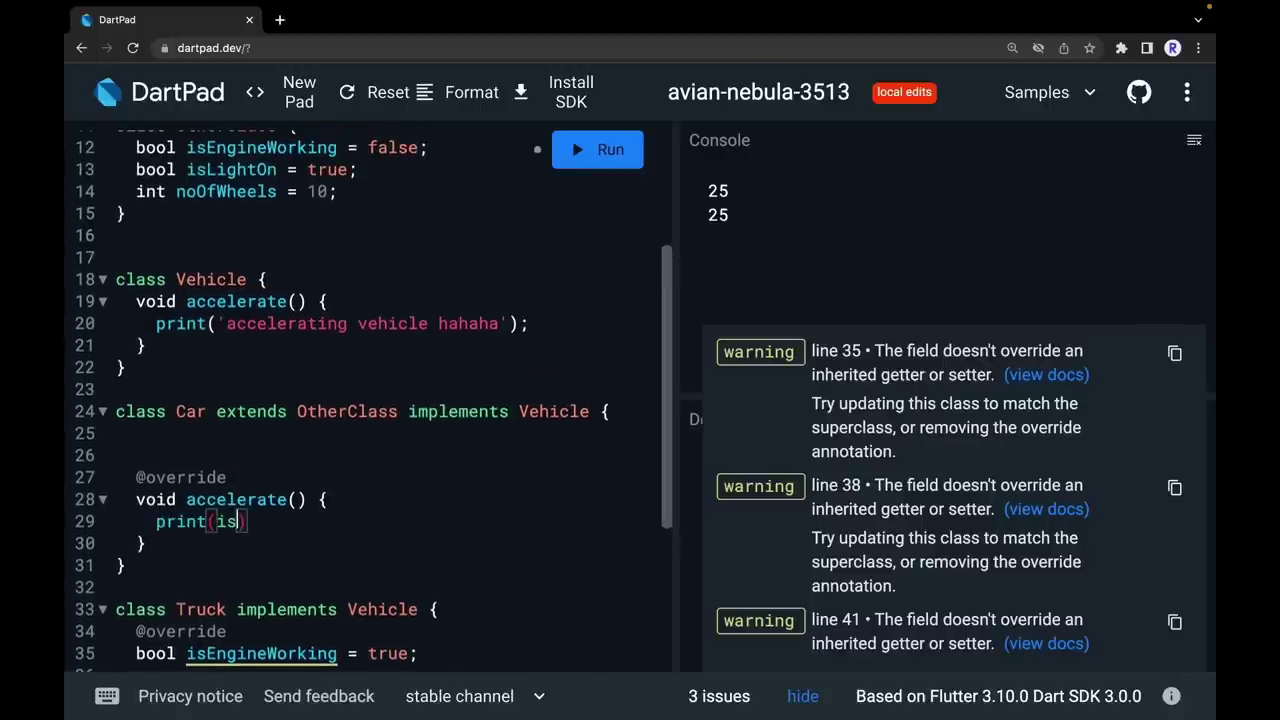 DartPad
dartpad.dev/?
DartPad
<> New Pad
Reset
Format
Install SDK
avian-nebula-3513
local edits
Samples
12 bool isEngineWorking = false;
13 bool isLightOn = true;
14 int noOfWheels = 10;
15 }
16
17
18 class Vehicle {
19 void accelerate() {
20 print('accelerating vehicle hahaha');
21 }
22 }
23
24 class Car extends OtherClass implements Vehicle {
25
26
27 @override
28 void accelerate() {
29 print(is)
30 }
31 }
32
33 class Truck implements Vehicle {
34 @override
35 bool isEngineWorking = true;
Run
Console
25
25
warning line 35 • The field doesn't override an
inherited getter or setter. (view docs)
Try updating this class to match the
superclass, or removing the override
annotation.
warning line 38 • The field doesn't override an
inherited getter or setter. (view docs)
Try updating this class to match the
superclass, or removing the override
annotation.
warning line 41 • The field doesn't override an
inherited getter or setter. (view docs)
Privacy notice
Send feedback
stable channel
3 issues
hide
Based on Flutter 3.10.0 Dart SDK 3.0.0